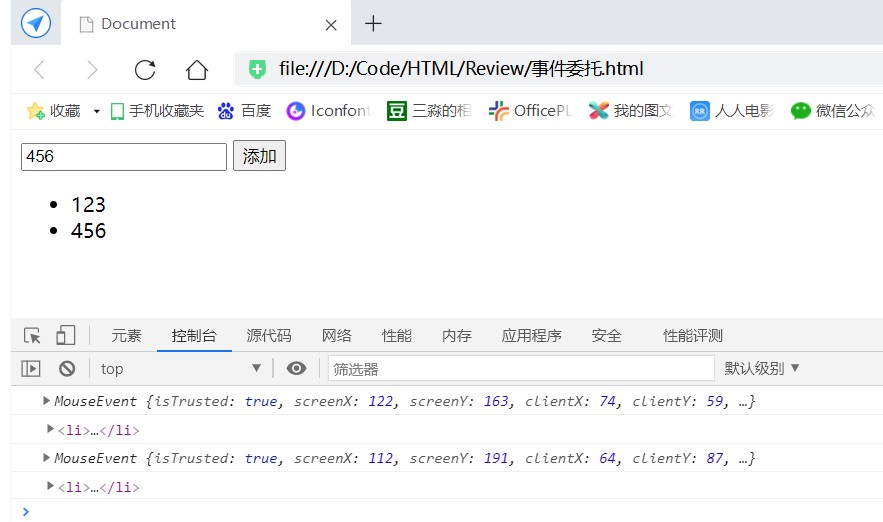 Document
file:///D:/Code/HTML/Review/事件委托.html
收藏 手机收藏夹 百度 Iconfont 三淼的相 OfficePL 我的图文 人人电影 微信公众
456 添加
123
456
元素 控制台 源代码 网络 性能 内存 应用程序 安全 性能评测
top 筛选器 默认级别
MouseEvent {isTrusted: true, screenX: 122, screenY: 163, clientX: 74, clientY: 59, …}
<li>…</li>
MouseEvent {isTrusted: true, screenX: 112, screenY: 191, clientX: 64, clientY: 87, …}
<li>…</li>